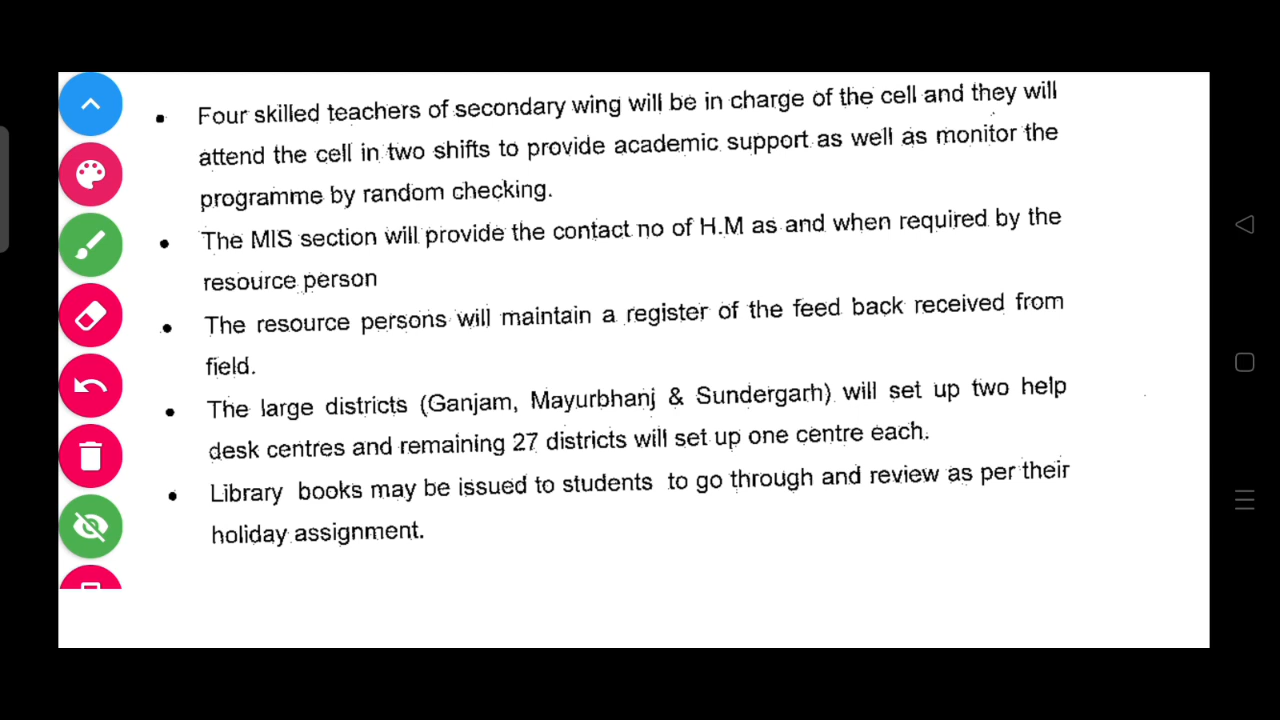 Four skilled teachers of secondary wing will be in charge of the cell and they will
attend the cell in two shifts to provide academic support as well as monitor the
programme by random checking.
The MIS section will provide the contact no of H.M as and when required by the
resource person
The resource persons will maintain a register of the feed back received from
field.
The large districts (Ganjam, Mayurbhanj & Sundergarh) will set up two help
desk centres and remaining 27 districts will set up one centre each.
Library books may be issued to students to go through and review as per their
holiday assignment.